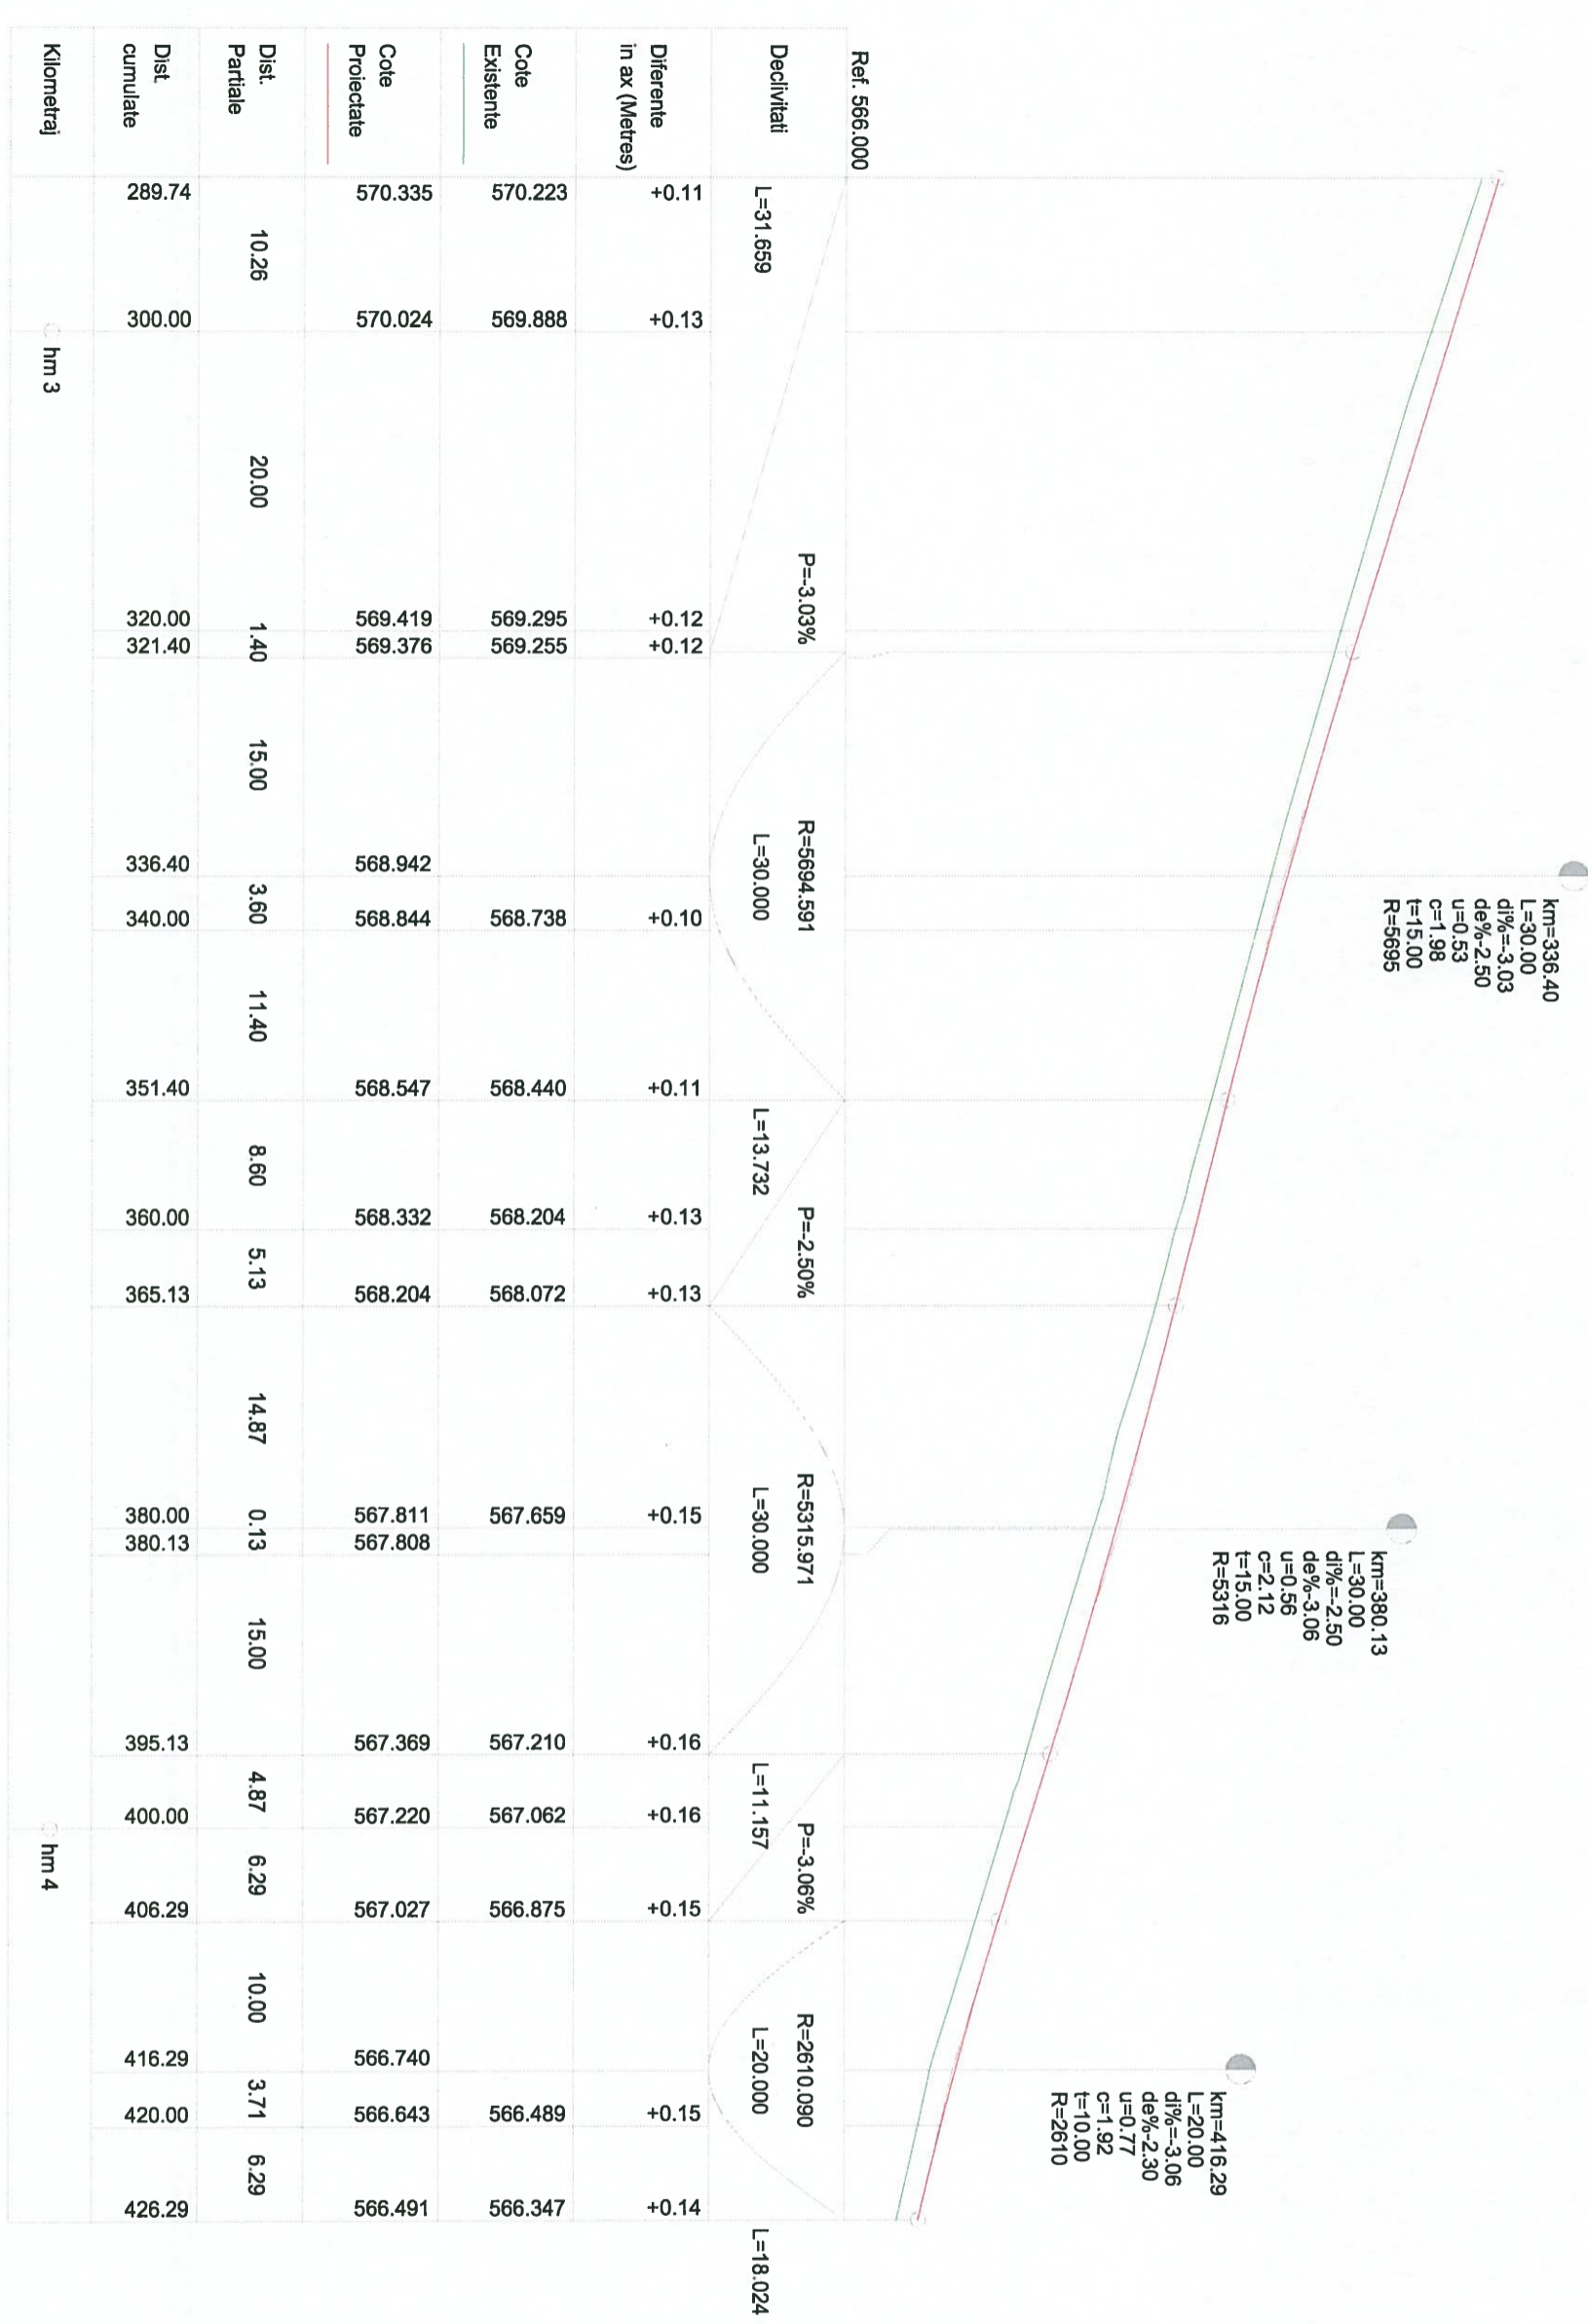 km=336.40
L=30.00
di%=-3.03
de%-2.50
u=0.53
c=1.98
t=15.00
R=5695
km=380.13
L=30.00
di%=-2.50
de%-3.06
u=0.56
c=2.12
t=15.00
R=5316
km=416.29
L=20.00
di%=-3.06
de%-2.30
u=0.77
c=1.92
t=10.00
R=2610
Ref. 566.000
Declivitati
P=-3.03% R=5694.591 P=-2.50% R=5315.971 P=-3.06% R=2610.090
L=31.659 L=30.000 L=13.732 L=30.000 L=11.157 L=20.000 L=18.024
Diferente
in ax (Metres)
+0.11 +0.13 +0.12 +0.12 +0.10 +0.11 +0.13 +0.13 +0.15 +0.16 +0.16 +0.15 +0.15 +0.14
Cote
Existente
570.223 569.888 569.295 569.255 568.738 568.440 568.204 568.072 567.659 567.210 567.062 566.875 566.489 566.347
Cote
Proiectate
570.335 570.024 569.419 569.376 568.942 568.844 568.547 568.332 568.204 567.811 567.808 567.369 567.220 567.027 566.740 566.643 566.491
Dist.
Partiale
10.26 20.00 1.40 15.00 3.60 11.40 8.60 5.13 14.87 0.13 15.00 4.87 6.29 10.00 3.71 6.29
Dist.
cumulate
289.74 300.00 320.00 321.40 336.40 340.00 351.40 360.00 365.13 380.00 380.13 395.13 400.00 406.29 416.29 420.00 426.29
Kilometraj
hm 3 hm 4